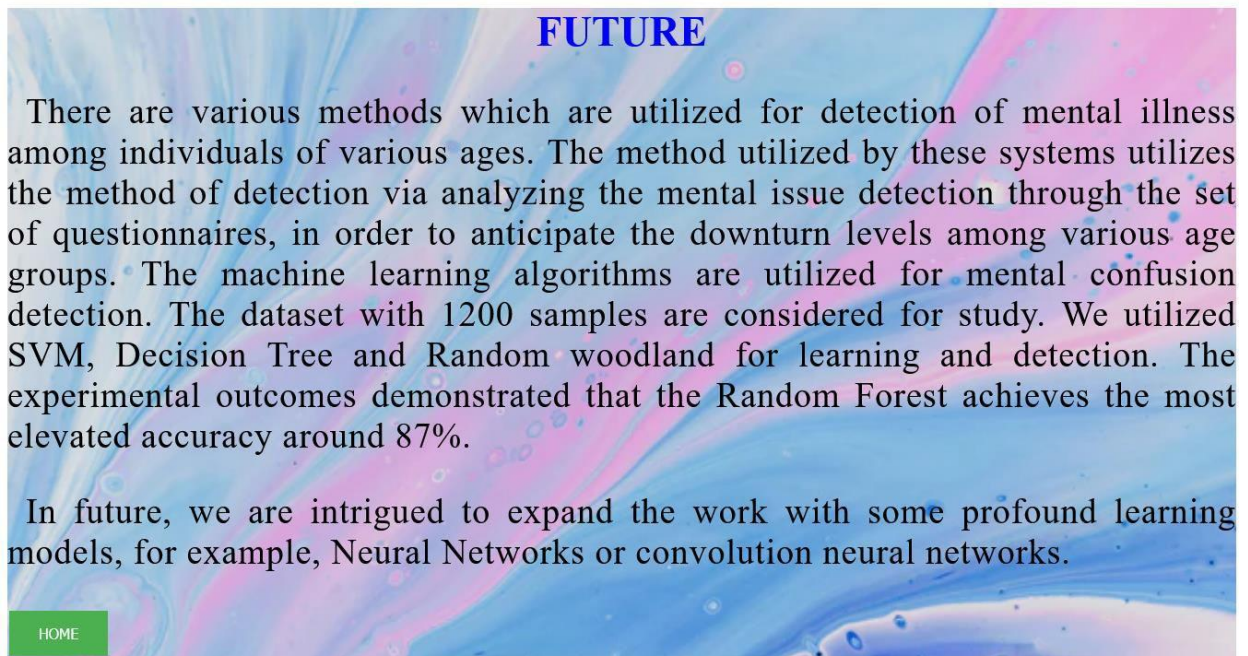 FUTURE
There are various methods which are utilized for detection of mental illness
among individuals of various ages. The method utilized by these systems utilizes
the method of detection via analyzing the mental issue detection through the set
of questionnaires, in order to anticipate the downturn levels among various age
groups. The machine learning algorithms are utilized for mental confusion
detection. The dataset with 1200 samples are considered for study. We utilized
SVM, Decision Tree and Random woodland for learning and detection. The
experimental outcomes demonstrated that the Random Forest achieves the most
elevated accuracy around 87%.
In future, we are intrigued to expand the work with some profound learning
models, for example, Neural Networks or convolution neural networks.
HOME